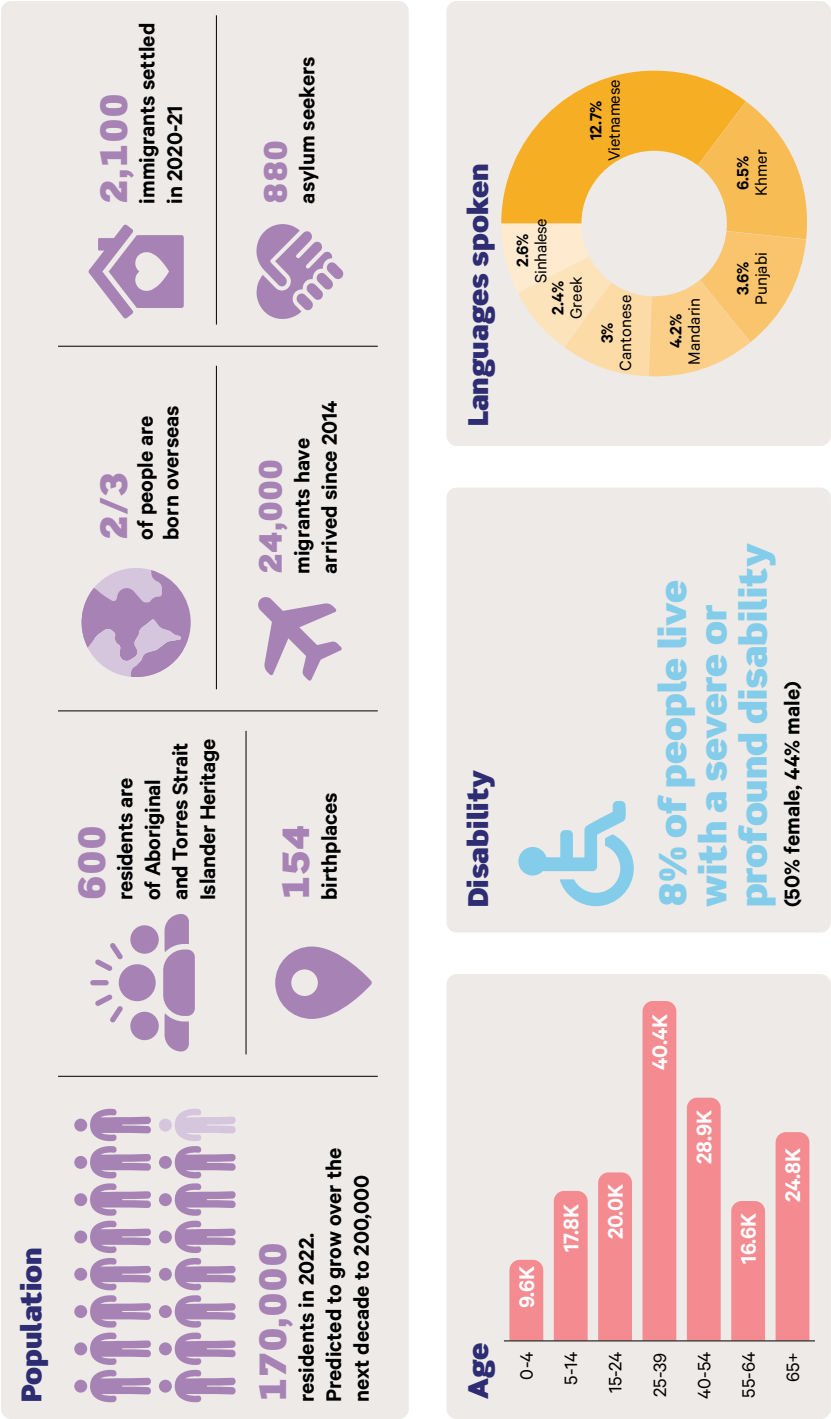 Population
170,000
residents in 2022.
Predicted to grow over the
next decade to 200,000
600
residents are
of Aboriginal
and Torres Strait
Islander Heritage
154
birthplaces
2/3
of people are
born overseas
24,000
migrants have
arrived since 2014
2,100
immigrants settled
in 2020-21
880
asylum seekers
Age
0-4
9.6K
5-14
17.8K
15-24
20.0K
25-39
40.4K
40-54
28.9K
55-64
16.6K
65+
24.8K
Disability
8% of people live
with a severe or
profound disability
(50% female, 44% male)
Languages spoken
12.7%
Vietnamese
6.5%
Khmer
3.6%
Punjabi
4.2%
Mandarin
3%
Cantonese
2.4%
Greek
2.6%
Sinhalese